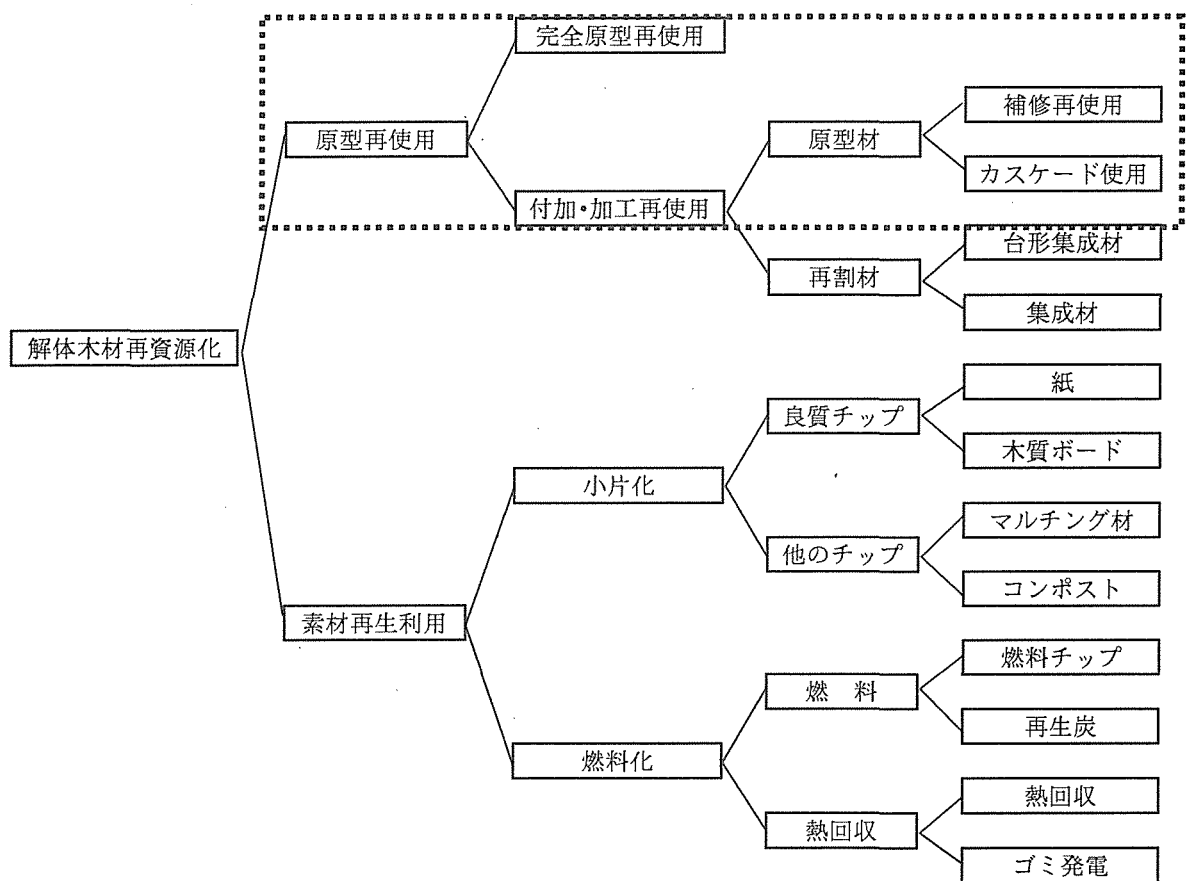 完全原型再使用
補修再使用
原型再使用
原型材
カスケード使用
付加・加工再使用
台形集成材
再割材
集成材
解体木材再資源化
紙
良質チップ
木質ボード
小片化
マルチング材
他のチップ
コンポスト
素材再生利用
燃料チップ
燃　料
再生炭
燃料化
熱回収
熱回収
ゴミ発電